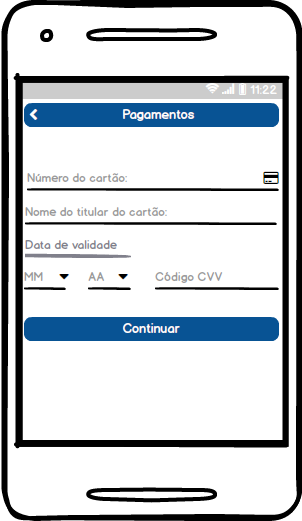 11:22
Pagamentos
Número do cartão:
Nome do titular do cartão:
Data de validade
MM AA Código CVV
Continuar